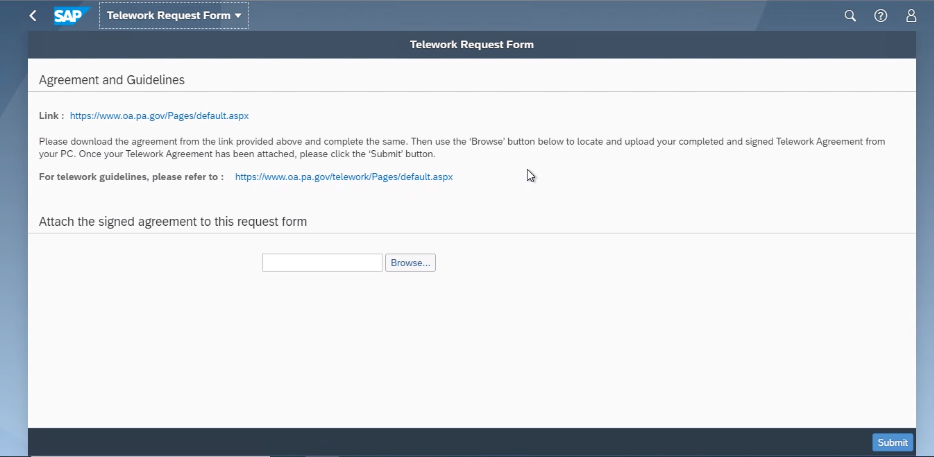 SAP Telework Request Form
Telework Request Form
Agreement and Guidelines
Link : https://www.oa.pa.gov/Pages/default.aspx
Please download the agreement from the link provided above and complete the same. Then use the 'Browse' button below to locate and upload your completed and signed Telework Agreement from
your PC. Once your Telework Agreement has been attached, please click the 'Submit' button.
For telework guidelines, please refer to : https://www.oa.pa.gov/telework/Pages/default.aspx
Attach the signed agreement to this request form
Browse...
Submit